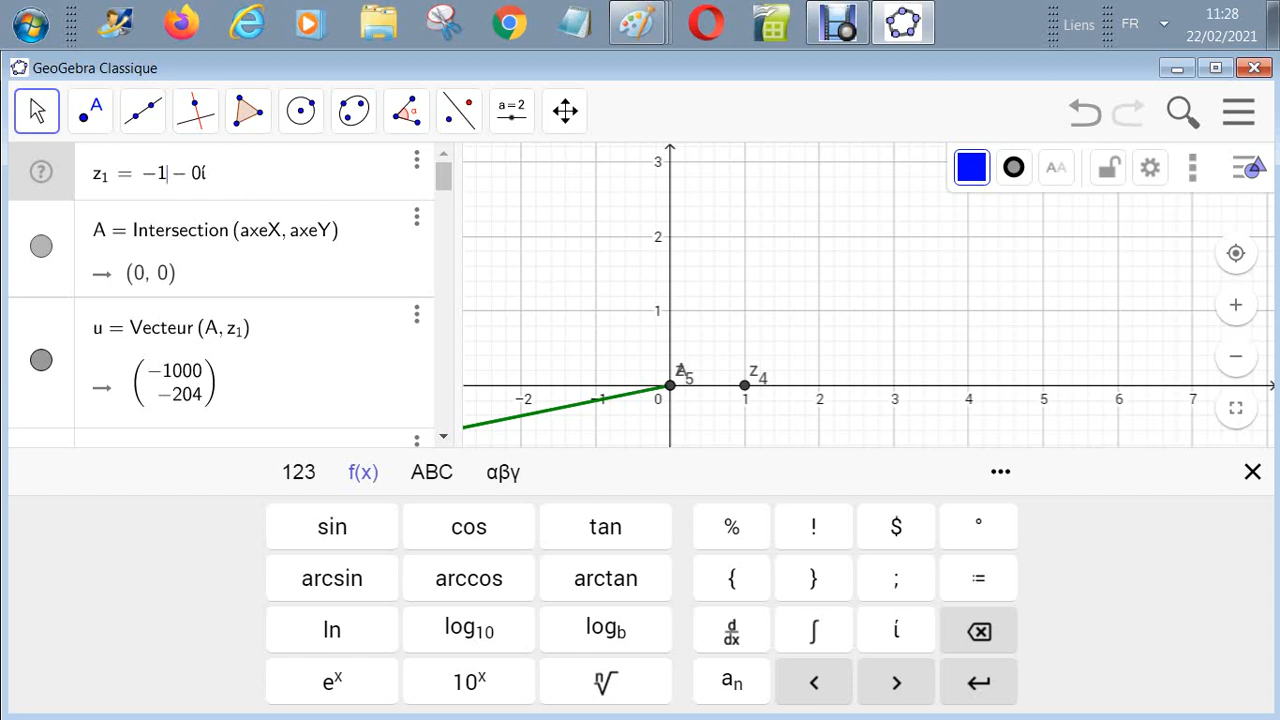 Liens
FR
11:28
22/02/2021
GeoGebra Classique
A
α
a=2
?
z₁ = −1 − 0ί
A = Intersection (axeX, axeY)
→ (0, 0)
u = Vecteur (A, z₁)
→ (−1000
−204)
3
2
1
A
z₅
z₄
−2 −1 0 1 2 3 4 5 6 7
AA
123 f(x) ABC αβγ
sin cos tan % ! $ °
arcsin arccos arctan { } ; :=
ln log₁₀ log_b d/dx ∫ ί
eˣ 10ˣ ⁿ√ aₙ < >